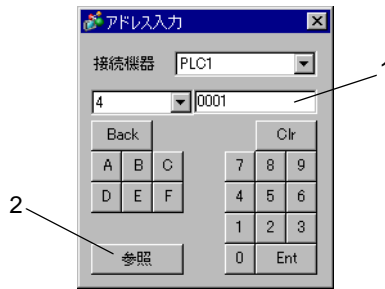 アドレス入力
接続機器 PLC1
1
4 0001
Back Clr
A B C 7 8 9
D E F 4 5 6
2
1 2 3
参照 0 Ent